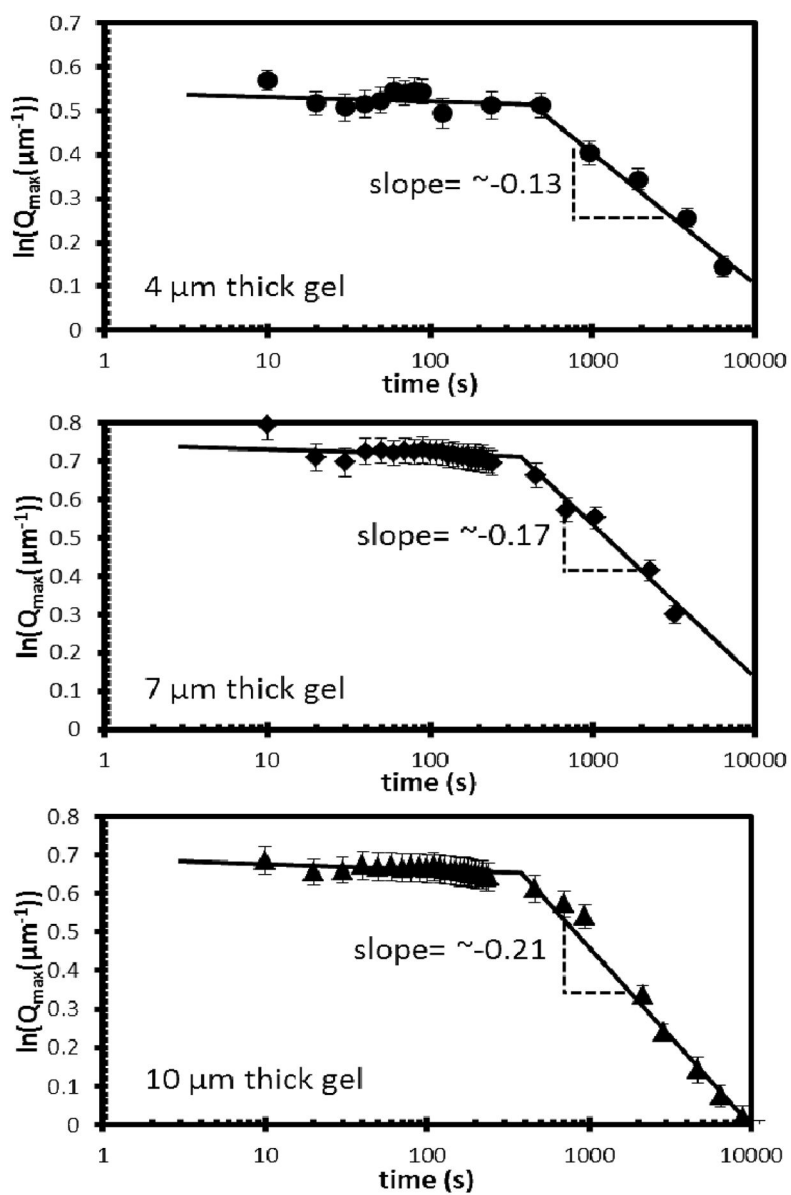 0.7
0.6
0.5
0.4
0.3
0.2
0.1
0
ln(Qmax(µm-1))
slope= ~-0.13
4 µm thick gel
1 10 100 1000 10000
time (s)
0.8
0.7
0.6
0.5
0.4
0.3
0.2
0.1
0
ln(Qmax(µm-1))
slope= ~-0.17
7 µm thick gel
1 10 100 1000 10000
time (s)
0.8
0.7
0.6
0.5
0.4
0.3
0.2
0.1
0
ln(Qmax(µm-1))
slope= ~-0.21
10 µm thick gel
1 10 100 1000 10000
time (s)